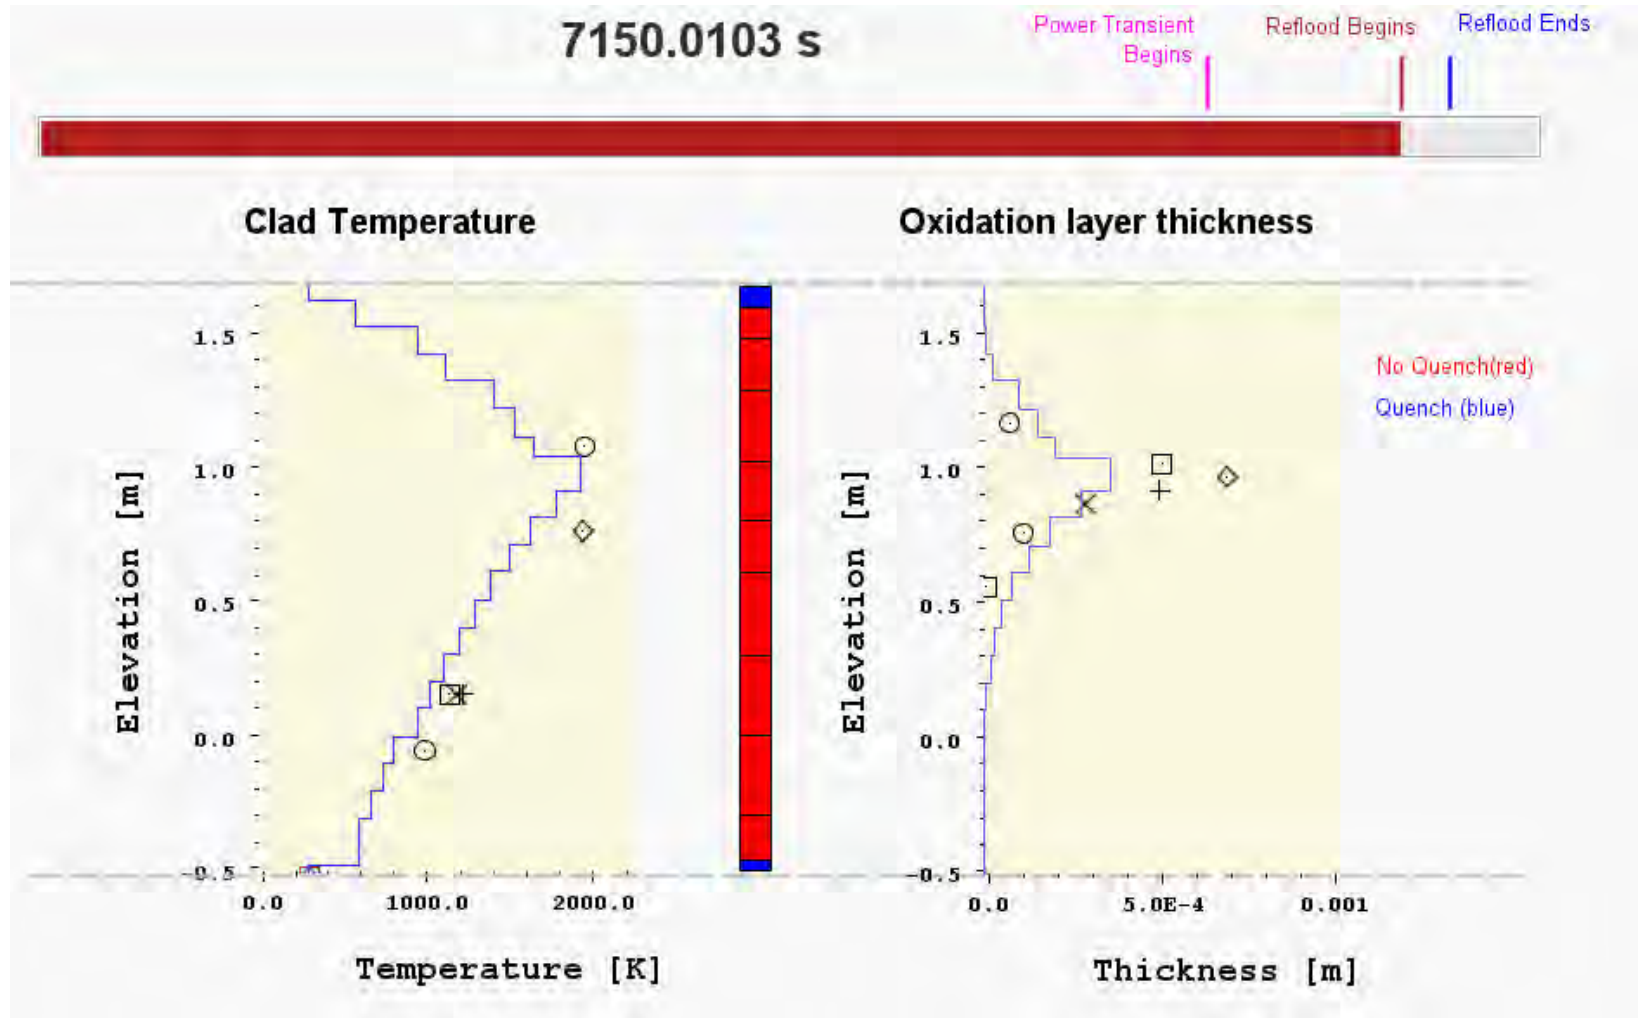 7150.0103 s
Power Transient
Begins
Reflood Begins
Reflood Ends
Clad Temperature
Oxidation layer thickness
1.5
1.0
0.5
0.0
-0.5
Elevation [m]
0.0
1000.0
2000.0
Temperature [K]
1.5
1.0
0.5
0.0
-0.5
Elevation [m]
0.0
5.0E-4
0.001
Thickness [m]
No Quench(red)
Quench (blue)